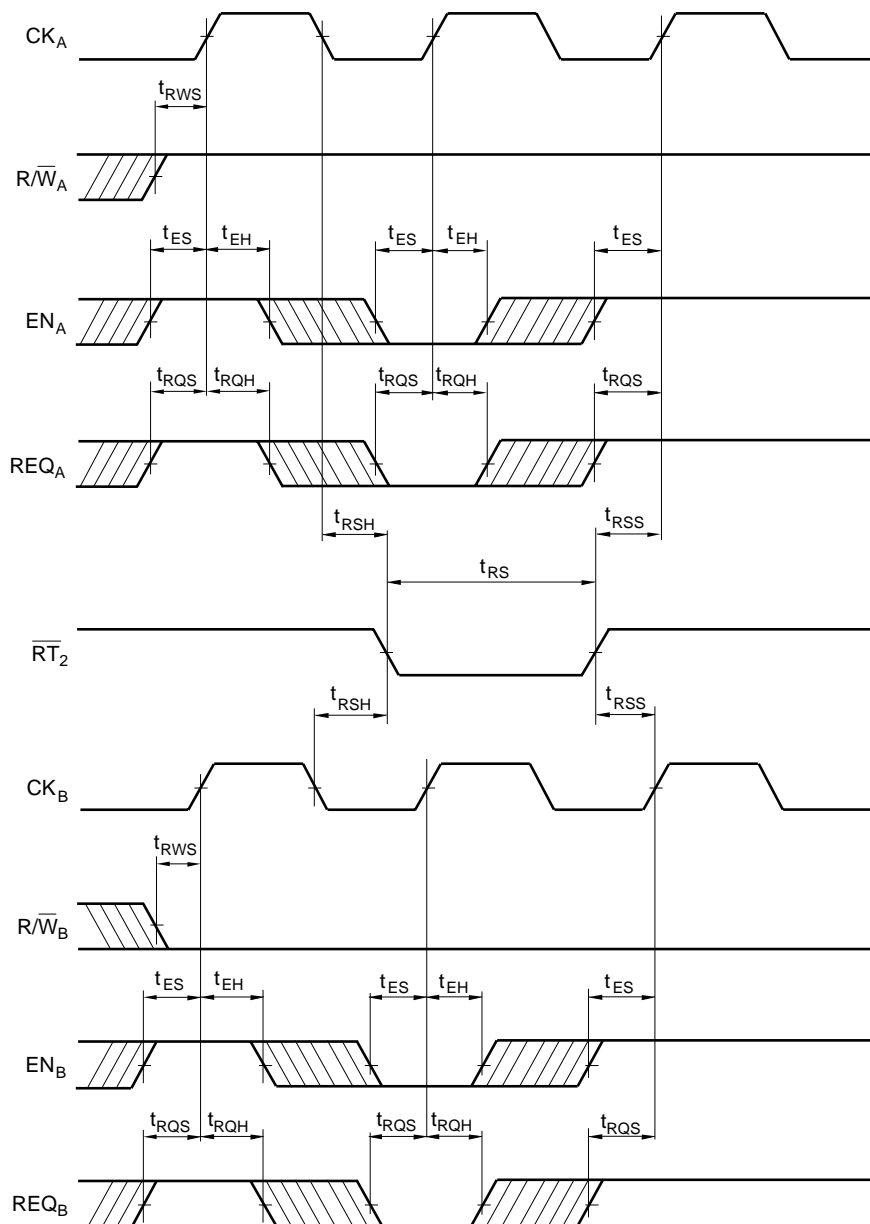 CKA
tRWS
R/W̅A
tES tEH tES tEH tES
ENA
tRQS tRQH tRQS tRQH tRQS
REQA
tRSH tRSS
tRS
R̅T̅2
tRSH tRSS
CKB
tRWS
R/W̅B
tES tEH tES tEH tES
ENB
tRQS tRQH tRQS tRQH tRQS
REQB